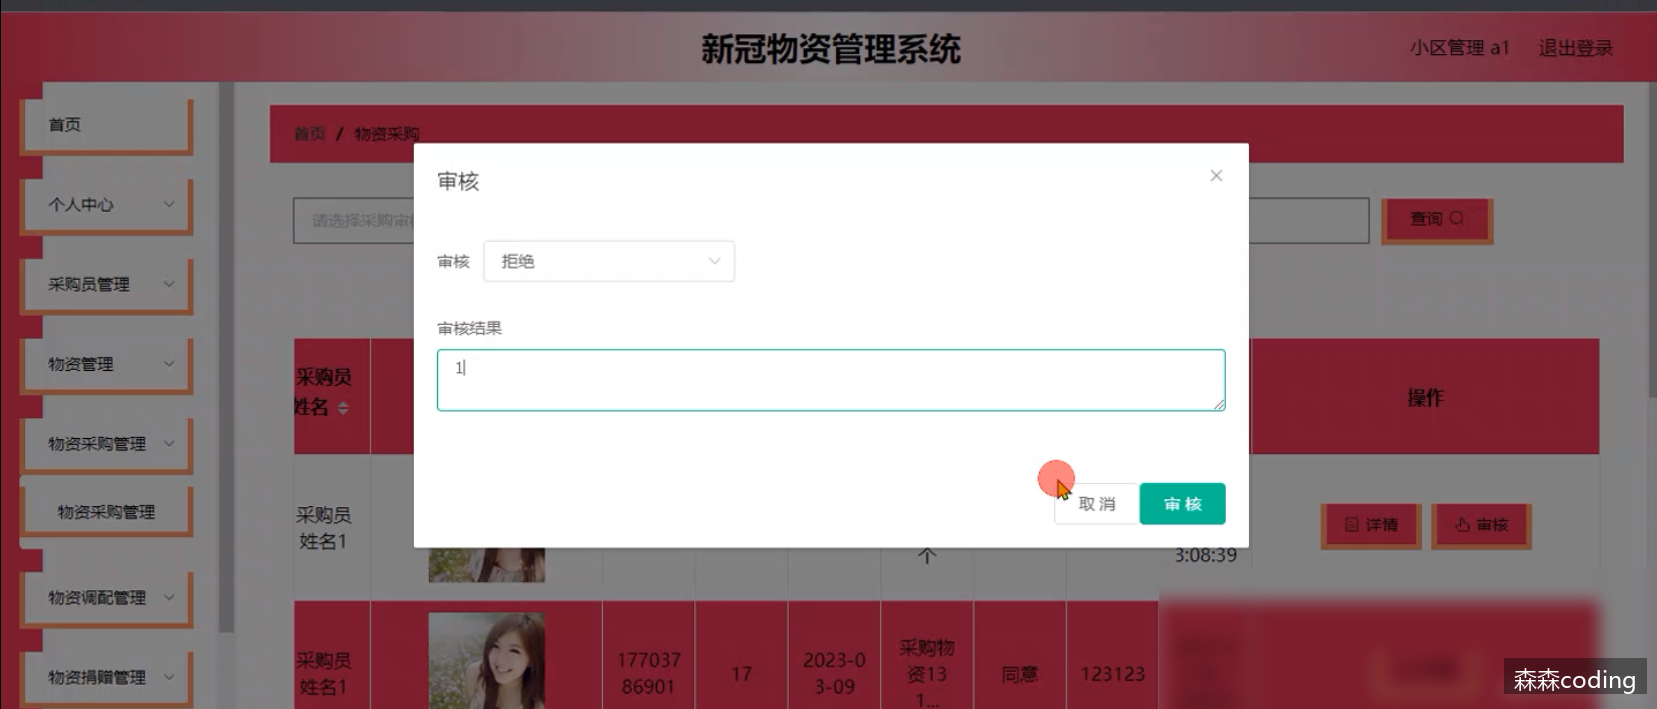 新冠物资管理系统
小区管理 a1 退出登录
首页
个人中心
采购员管理
物资管理
物资采购管理
物资采购管理
物资调配管理
物资捐赠管理
首页 / 物资采购
请选择采购审
查询
审核
审核 拒绝
审核结果
1
取 消 审 核
采购员
姓名
操作
采购员
姓名1
个
3:08:39
详情 审核
采购员
姓名1
177037
86901
17
2023-0
3-09
采购物
资13
1...
同意
123123
森森coding